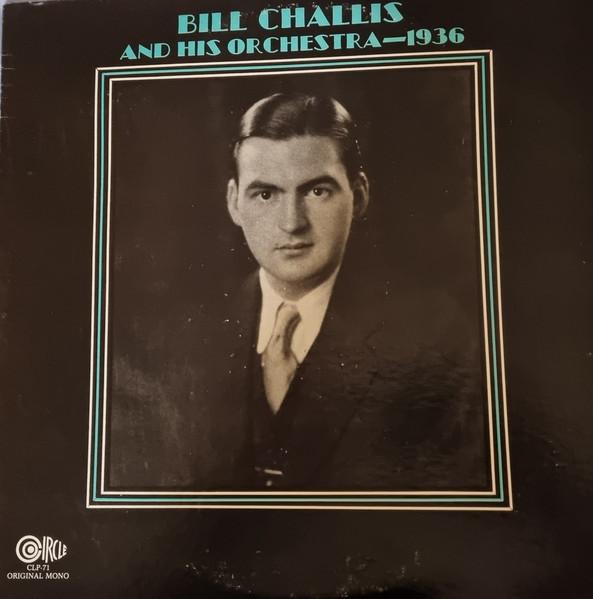 BILL CHALLIS
AND HIS ORCHESTRA—1936
CIRCLE
CLP-71
ORIGINAL MONO